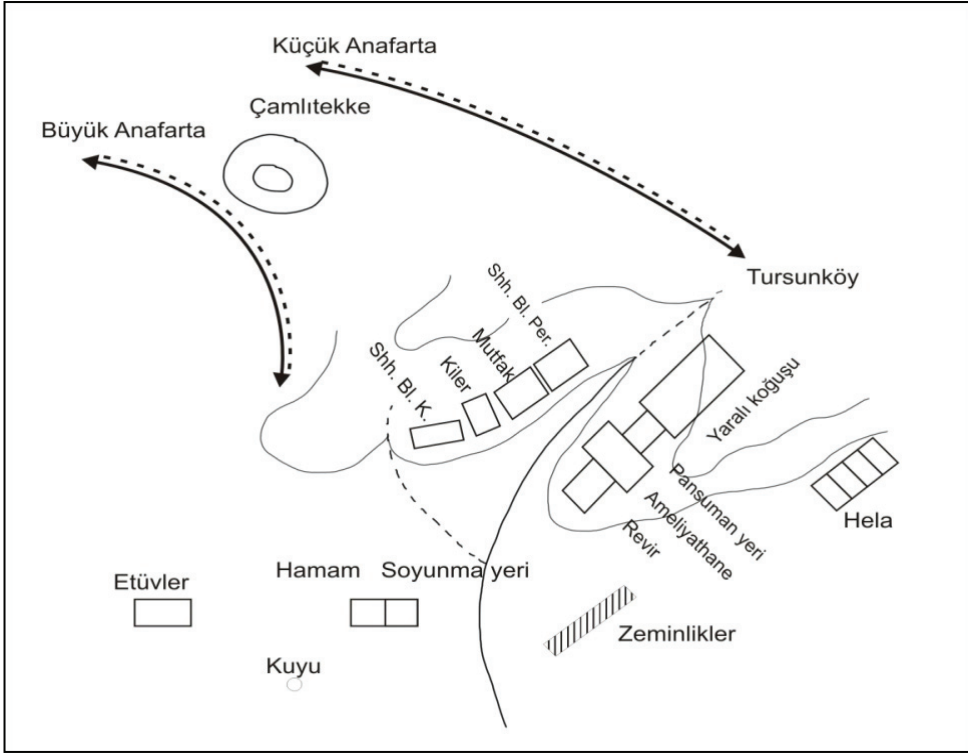 Küçük Anafarta
Çamlıtekke
Büyük Anafarta
Tursunköy
Shh. Bl. Per.
Mutfak
Kiler
Shh. Bl. K.
Yaralı koğuşu
Pansuman yeri
Ameliyathane
Revir
Hela
Etüvler
Hamam
Soyunma yeri
Zeminlikler
Kuyu